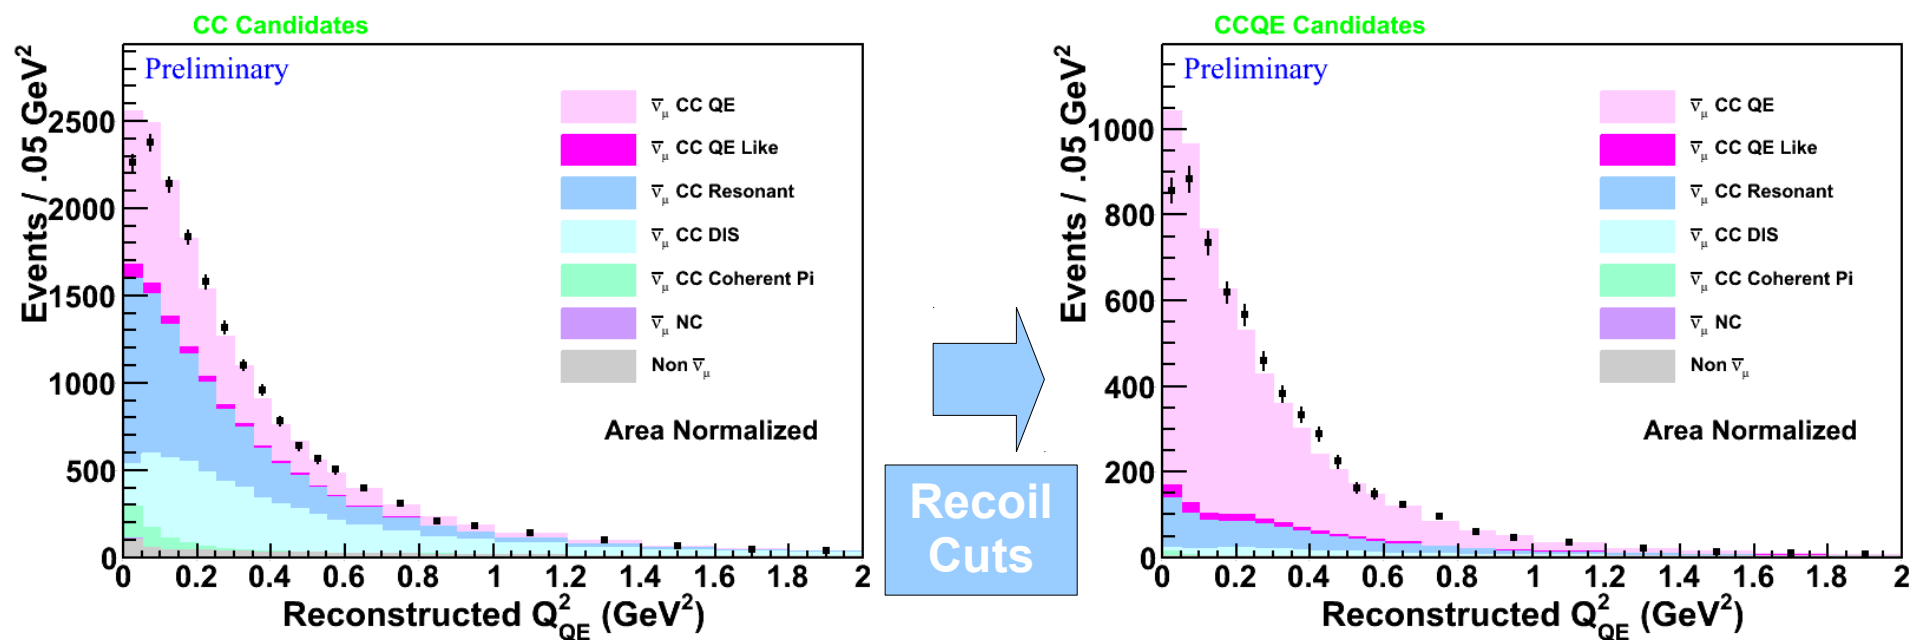 CC Candidates
Preliminary
Events / .05 GeV²
2500
2000
1500
1000
500
0
ν̅μ CC QE
ν̅μ CC QE Like
ν̅μ CC Resonant
ν̅μ CC DIS
ν̅μ CC Coherent Pi
ν̅μ NC
Non ν̅μ
Area Normalized
0 0.2 0.4 0.6 0.8 1 1.2 1.4 1.6 1.8 2
Reconstructed Q²QE (GeV²)
Recoil
Cuts
CCQE Candidates
Preliminary
Events / .05 GeV²
1000
800
600
400
200
0
ν̅μ CC QE
ν̅μ CC QE Like
ν̅μ CC Resonant
ν̅μ CC DIS
ν̅μ CC Coherent Pi
ν̅μ NC
Non ν̅μ
Area Normalized
0 0.2 0.4 0.6 0.8 1 1.2 1.4 1.6 1.8 2
Reconstructed Q²QE (GeV²)